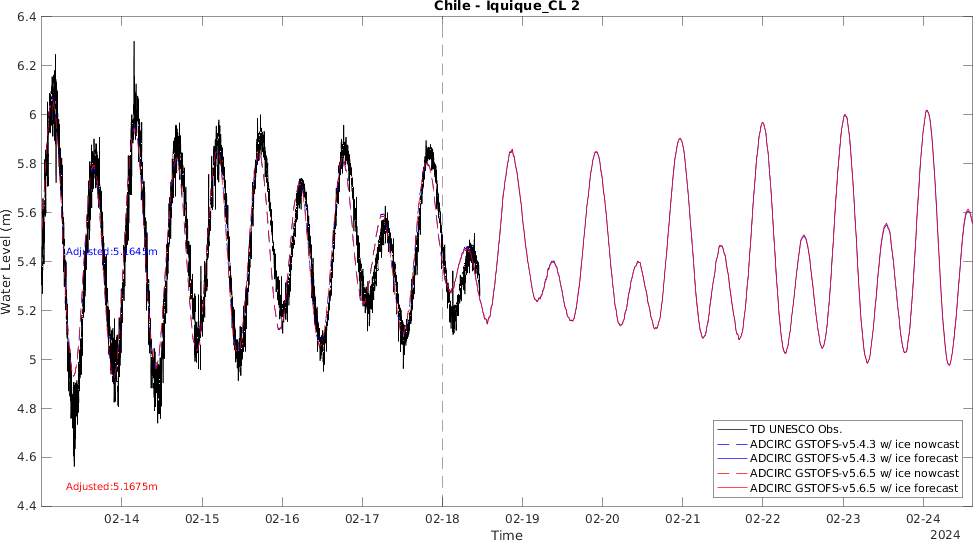 Chile - Iquique_CL 2
6.4
6.2
6
5.8
5.6
5.4
5.2
5
4.8
4.6
4.4
Water Level (m)
Adjusted:5.1645m
Adjusted:5.1675m
TD UNESCO Obs.
ADCIRC GSTOFS-v5.4.3 w/ ice nowcast
ADCIRC GSTOFS-v5.4.3 w/ ice forecast
ADCIRC GSTOFS-v5.6.5 w/ ice nowcast
ADCIRC GSTOFS-v5.6.5 w/ ice forecast
02-14 02-15 02-16 02-17 02-18 02-19 02-20 02-21 02-22 02-23 02-24
Time
2024